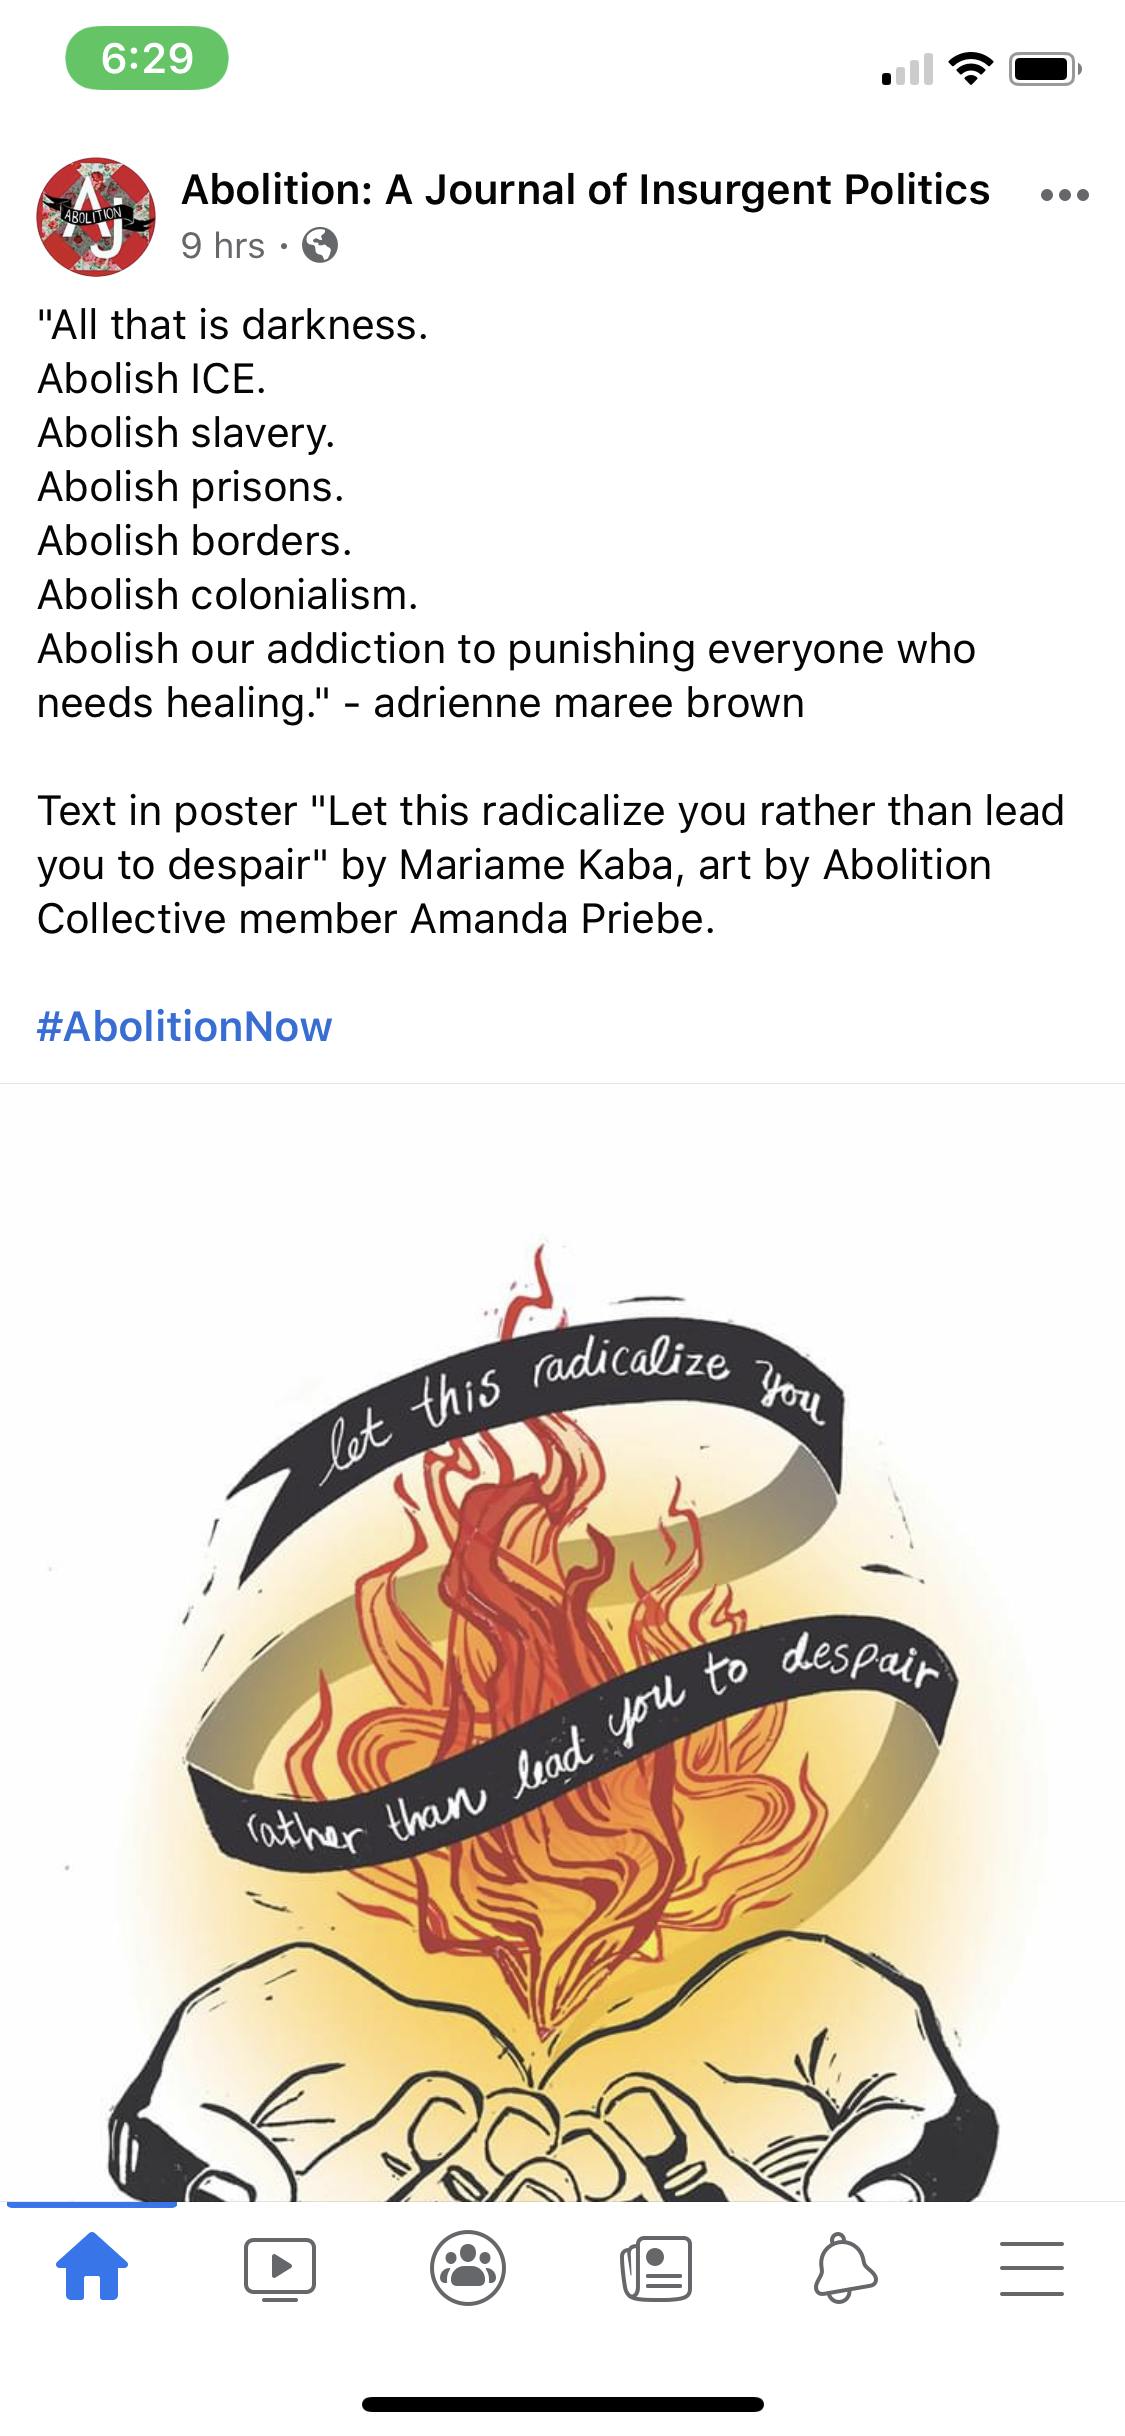 6:29
ABOLITION
AJ
Abolition: A Journal of Insurgent Politics
9 hrs ·
"All that is darkness.
Abolish ICE.
Abolish slavery.
Abolish prisons.
Abolish borders.
Abolish colonialism.
Abolish our addiction to punishing everyone who
needs healing." - adrienne maree brown
Text in poster "Let this radicalize you rather than lead
you to despair" by Mariame Kaba, art by Abolition
Collective member Amanda Priebe.
#AbolitionNow
let this radicalize you
rather than lead you to despair